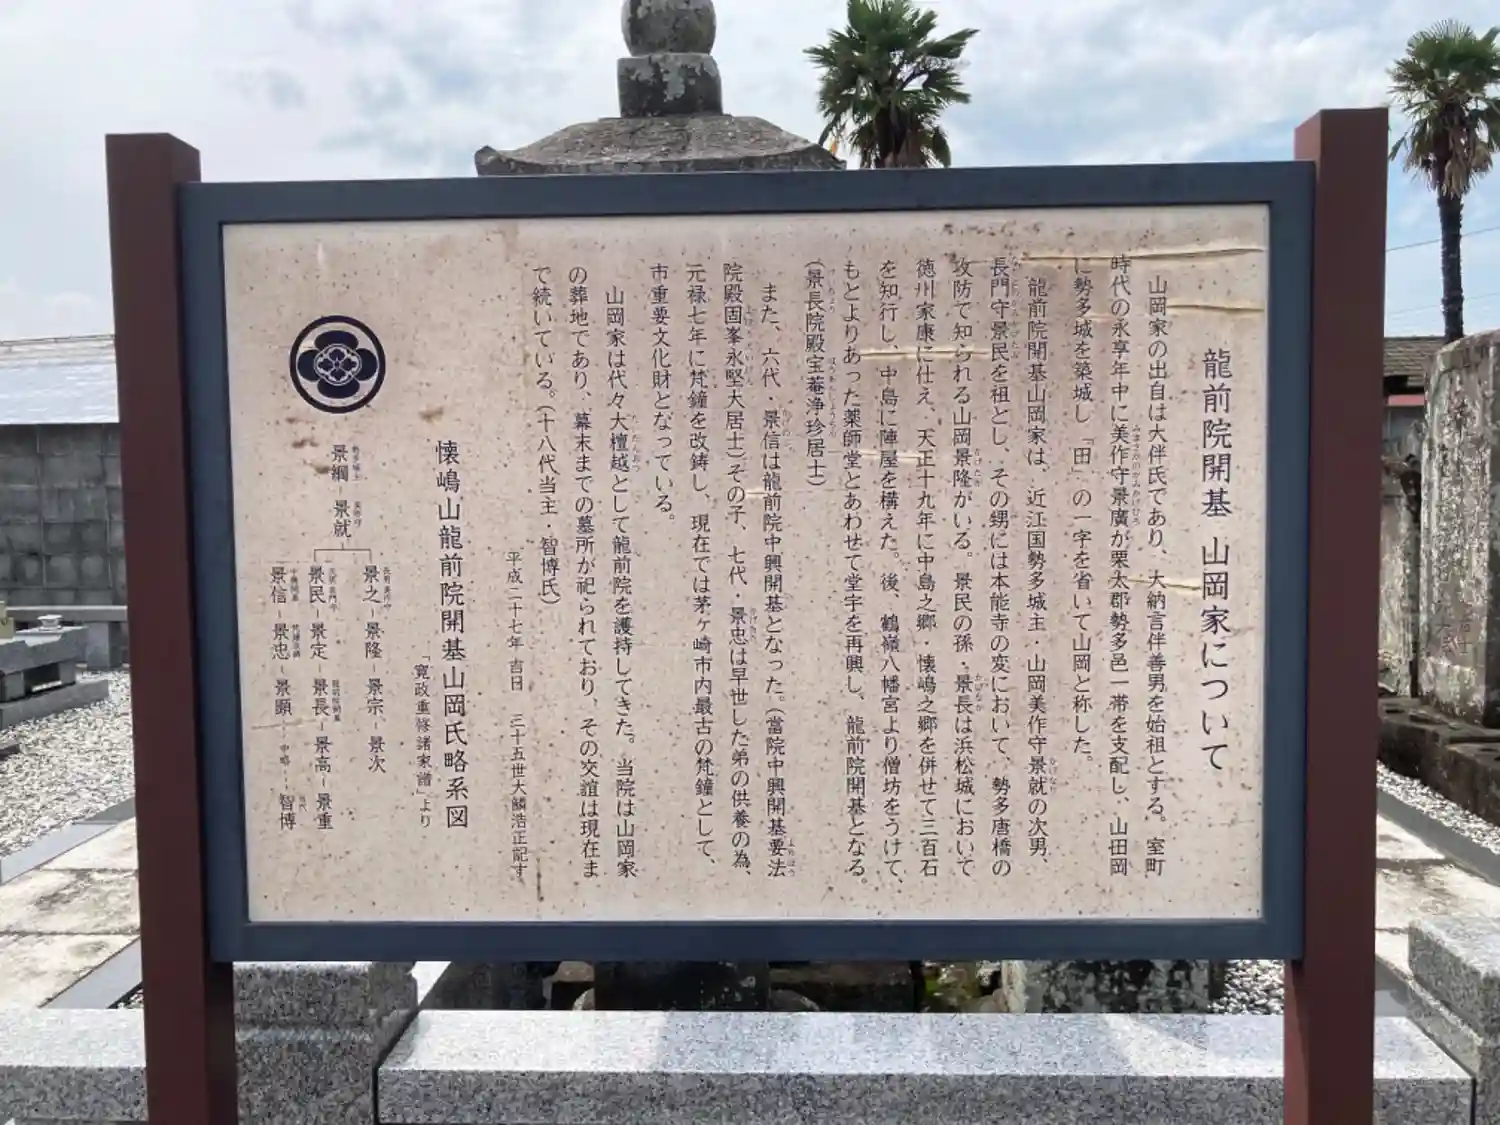 龍前院開基 山岡家について
山岡家の出自は大伴氏であり、大納言伴善男を始祖とする。室町
時代の永享年中に美作守景廣が栗太郡勢多邑一帯を支配し、山田岡
に勢多城を築城し「田」の一字を省いて山岡と称した。
龍前院開基山岡家は、近江国勢多城主・山岡美作守景就の次男
長門守景民を祖とし、その甥には本能寺の変において、勢多唐橋の
攻防で知られる山岡景隆がいる。景民の孫・景長は浜松城において
徳川家康に仕え、天正十九年に中島之郷・懐嶋之郷を併せて三百石
を知行し、中島に陣屋を構えた。後、鶴嶺八幡宮より僧坊をうけて、
もとよりあった薬師堂とあわせて堂宇を再興し、龍前院開基となる。
(景長院殿宝菴浄珍居士)
また、六代・景信は龍前院中興開基となった。(當院中興開基要法
院殿固峯永堅大居士)その子、七代・景忠は早世した弟の供養の為、
元禄七年に梵鐘を改鋳し、現在では茅ヶ崎市内最古の梵鐘として、
市重要文化財となっている。
山岡家は代々大檀越として龍前院を護持してきた。当院は山岡家
の葬地であり、幕末までの墓所が祀られており、その交誼は現在ま
で続いている。(十八代当主・智博氏)
平成二十七年 吉日 三十五世大鱗浩正記す
懐嶋山龍前院開基山岡氏略系図
「寛政重修諸家譜」より
景綱 景就
景之-景隆-景宗-景次
景民-景定-景長-景高-景重
景信 景忠-景顕--中略--智博